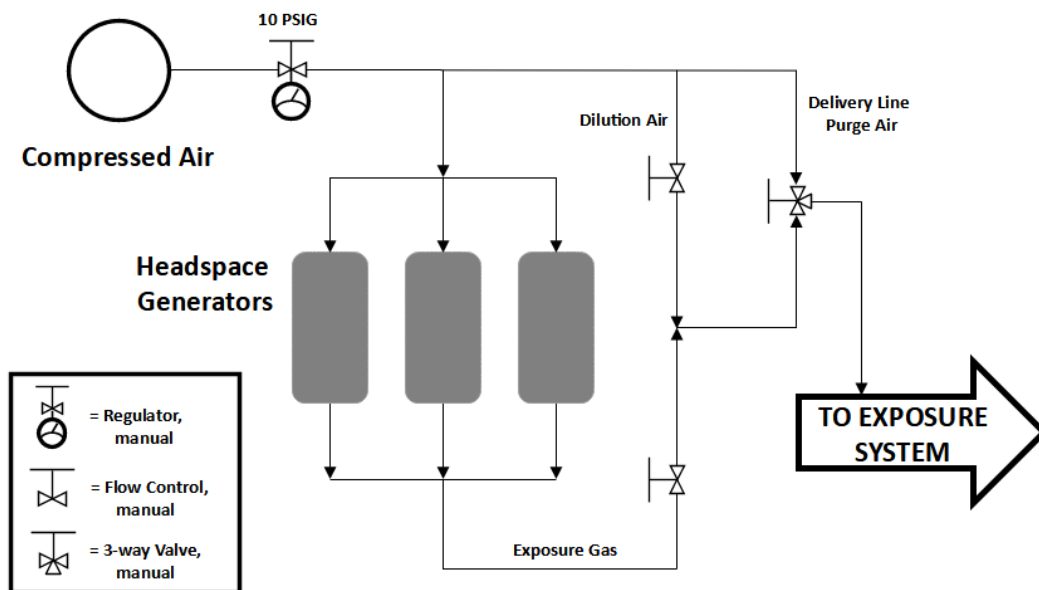 10 PSIG
Compressed Air
Dilution Air
Delivery Line
Purge Air
Headspace
Generators
= Regulator,
manual
= Flow Control,
manual
= 3-way Valve,
manual
Exposure Gas
TO EXPOSURE
SYSTEM